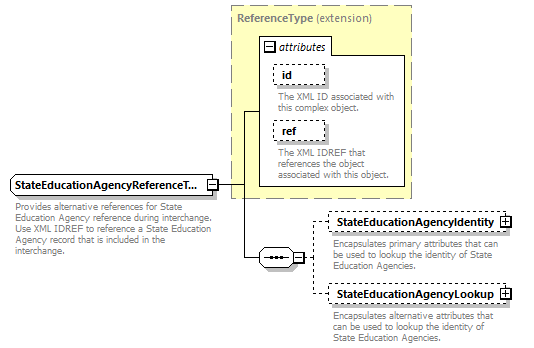 ReferenceType (extension)
attributes
id
The XML ID associated with
this complex object.
ref
The XML IDREF that
references the object
associated with this object.
StateEducationAgencyReferenceT...
Provides alternative references for State
Education Agency reference during interchange.
Use XML IDREF to reference a State Education
Agency record that is included in the
interchange.
StateEducationAgencyIdentity
Encapsulates primary attributes that can
be used to lookup the identity of State
Education Agencies.
StateEducationAgencyLookup
Encapsulates alternative attributes that
can be used to lookup the identity of
State Education Agencies.